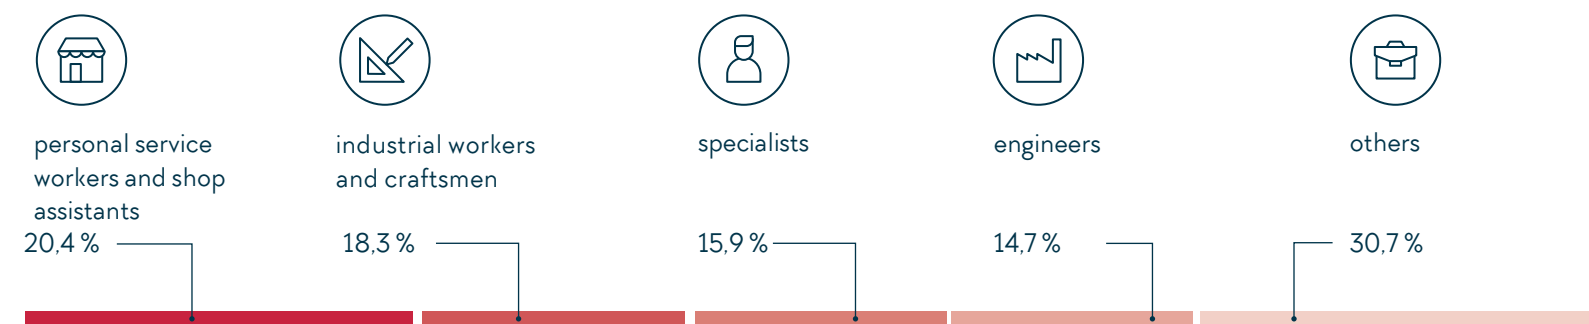 personal service
workers and shop
assistants
20,4 %
industrial workers
and craftsmen
18,3 %
specialists
15,9 %
engineers
14,7 %
others
30,7 %